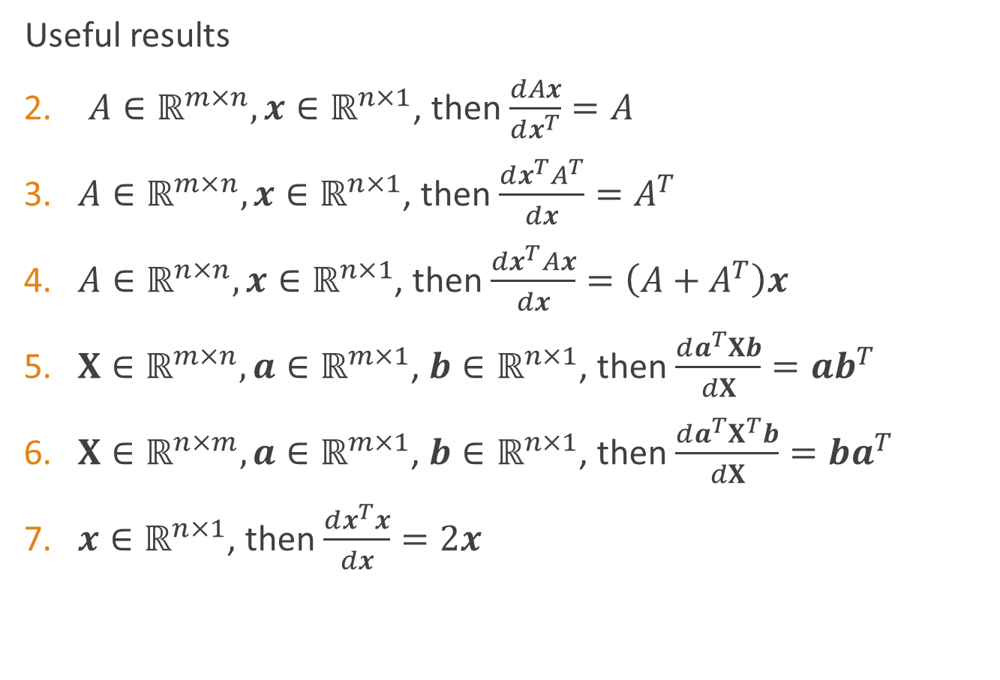 Useful results
2. $A \in \mathbb{R}^{m \times n}, \boldsymbol{x} \in \mathbb{R}^{n \times 1}$, then $\frac{dA\boldsymbol{x}}{d\boldsymbol{x}^T} = A$
3. $A \in \mathbb{R}^{m \times n}, \boldsymbol{x} \in \mathbb{R}^{n \times 1}$, then $\frac{d\boldsymbol{x}^T A^T}{d\boldsymbol{x}} = A^T$
4. $A \in \mathbb{R}^{n \times n}, \boldsymbol{x} \in \mathbb{R}^{n \times 1}$, then $\frac{d\boldsymbol{x}^T A\boldsymbol{x}}{d\boldsymbol{x}} = (A + A^T)\boldsymbol{x}$
5. $\mathbf{X} \in \mathbb{R}^{m \times n}, \boldsymbol{a} \in \mathbb{R}^{m \times 1}, \boldsymbol{b} \in \mathbb{R}^{n \times 1}$, then $\frac{d\boldsymbol{a}^T \mathbf{X}\mathbf{b}}{d\mathbf{X}} = \boldsymbol{a}\boldsymbol{b}^T$
6. $\mathbf{X} \in \mathbb{R}^{n \times m}, \boldsymbol{a} \in \mathbb{R}^{m \times 1}, \boldsymbol{b} \in \mathbb{R}^{n \times 1}$, then $\frac{d\boldsymbol{a}^T \mathbf{X}^T \boldsymbol{b}}{d\mathbf{X}} = \boldsymbol{b}\boldsymbol{a}^T$
7. $\boldsymbol{x} \in \mathbb{R}^{n \times 1}$, then $\frac{d\boldsymbol{x}^T \boldsymbol{x}}{d\boldsymbol{x}} = 2\boldsymbol{x}$